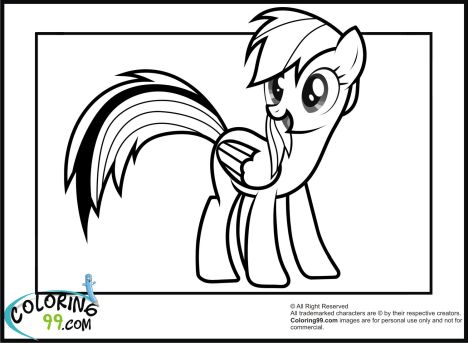 © All Right Reserved
All trademarked characters are © by their respective creators.
Coloring99.com images are for personal use only and not for
commercial.
COLORING
99.COM